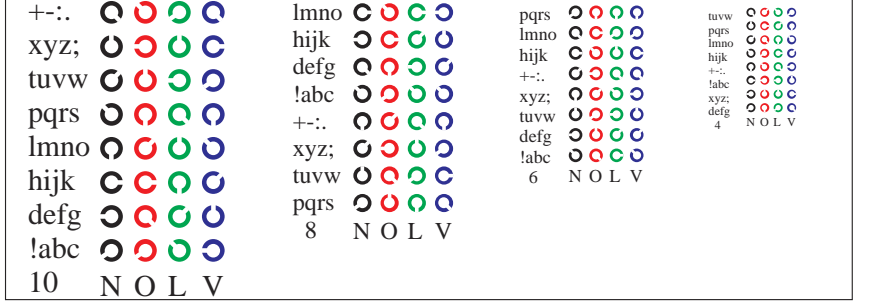 +-:.
xyz;
tuvw
pqrs
lmno
hijk
defg
!abc
10 N O L V
lmno
hijk
defg
!abc
+-:.
xyz;
tuvw
pqrs
8 N O L V
pqrs
lmno
hijk
+-:.
xyz;
tuvw
defg
!abc
6 N O L V
tuvw
pqrs
lmno
hijk
+-:.
!abc
xyz;
defg
4 N O L V